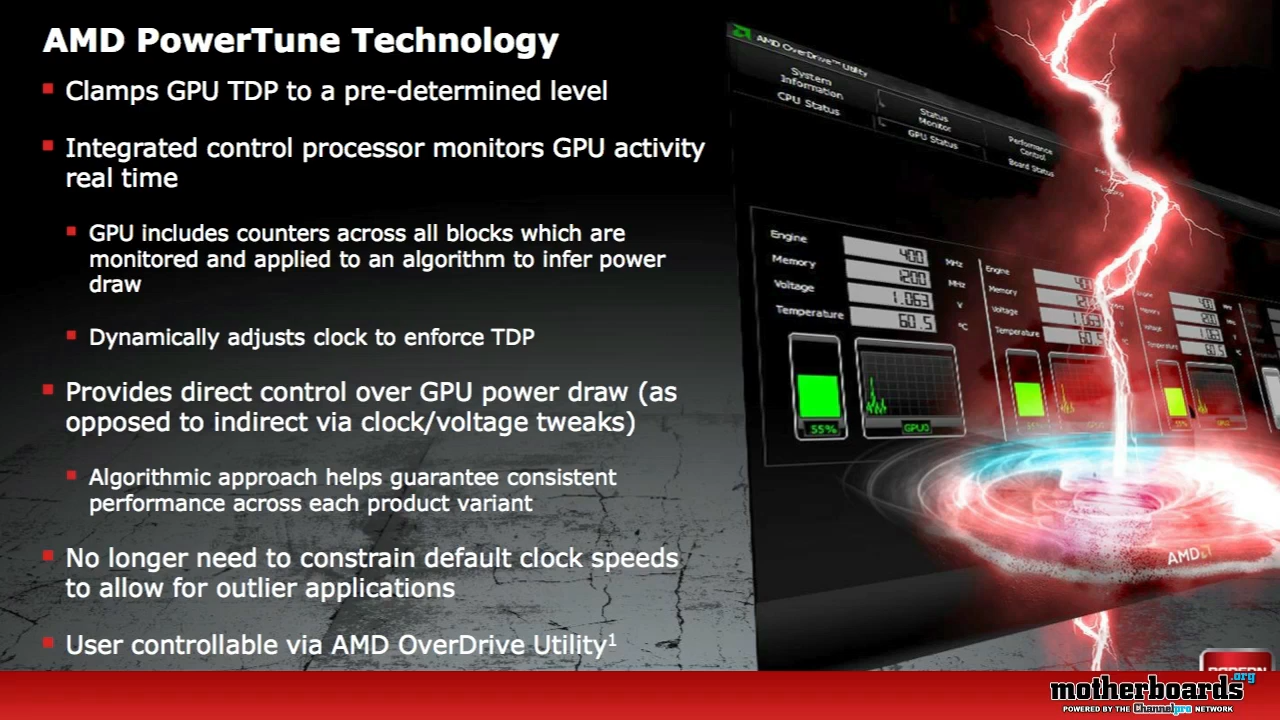 AMD PowerTune Technology
Clamps GPU TDP to a pre-determined level
Integrated control processor monitors GPU activity
real time
GPU includes counters across all blocks which are
monitored and applied to an algorithm to infer power
draw
Dynamically adjusts clock to enforce TDP
Provides direct control over GPU power draw (as
opposed to indirect via clock/voltage tweaks)
Algorithmic approach helps guarantee consistent
performance across each product variant
No longer need to constrain default clock speeds
to allow for outlier applications
User controllable via AMD OverDrive Utility¹
AMD OverDrive™ Utility
System
Information
CPU Status
Status
Monitor
GPU Status
Performance
Control
Board Status
Engine 400 MHz
Memory 1200 MHz
Voltage 1.063 V
Temperature 60.5 °C
55%
GPU0
Engine
Memory
Voltage
Temperature
AMD
motherboards.org
POWERED BY THE ChannelPro NETWORK